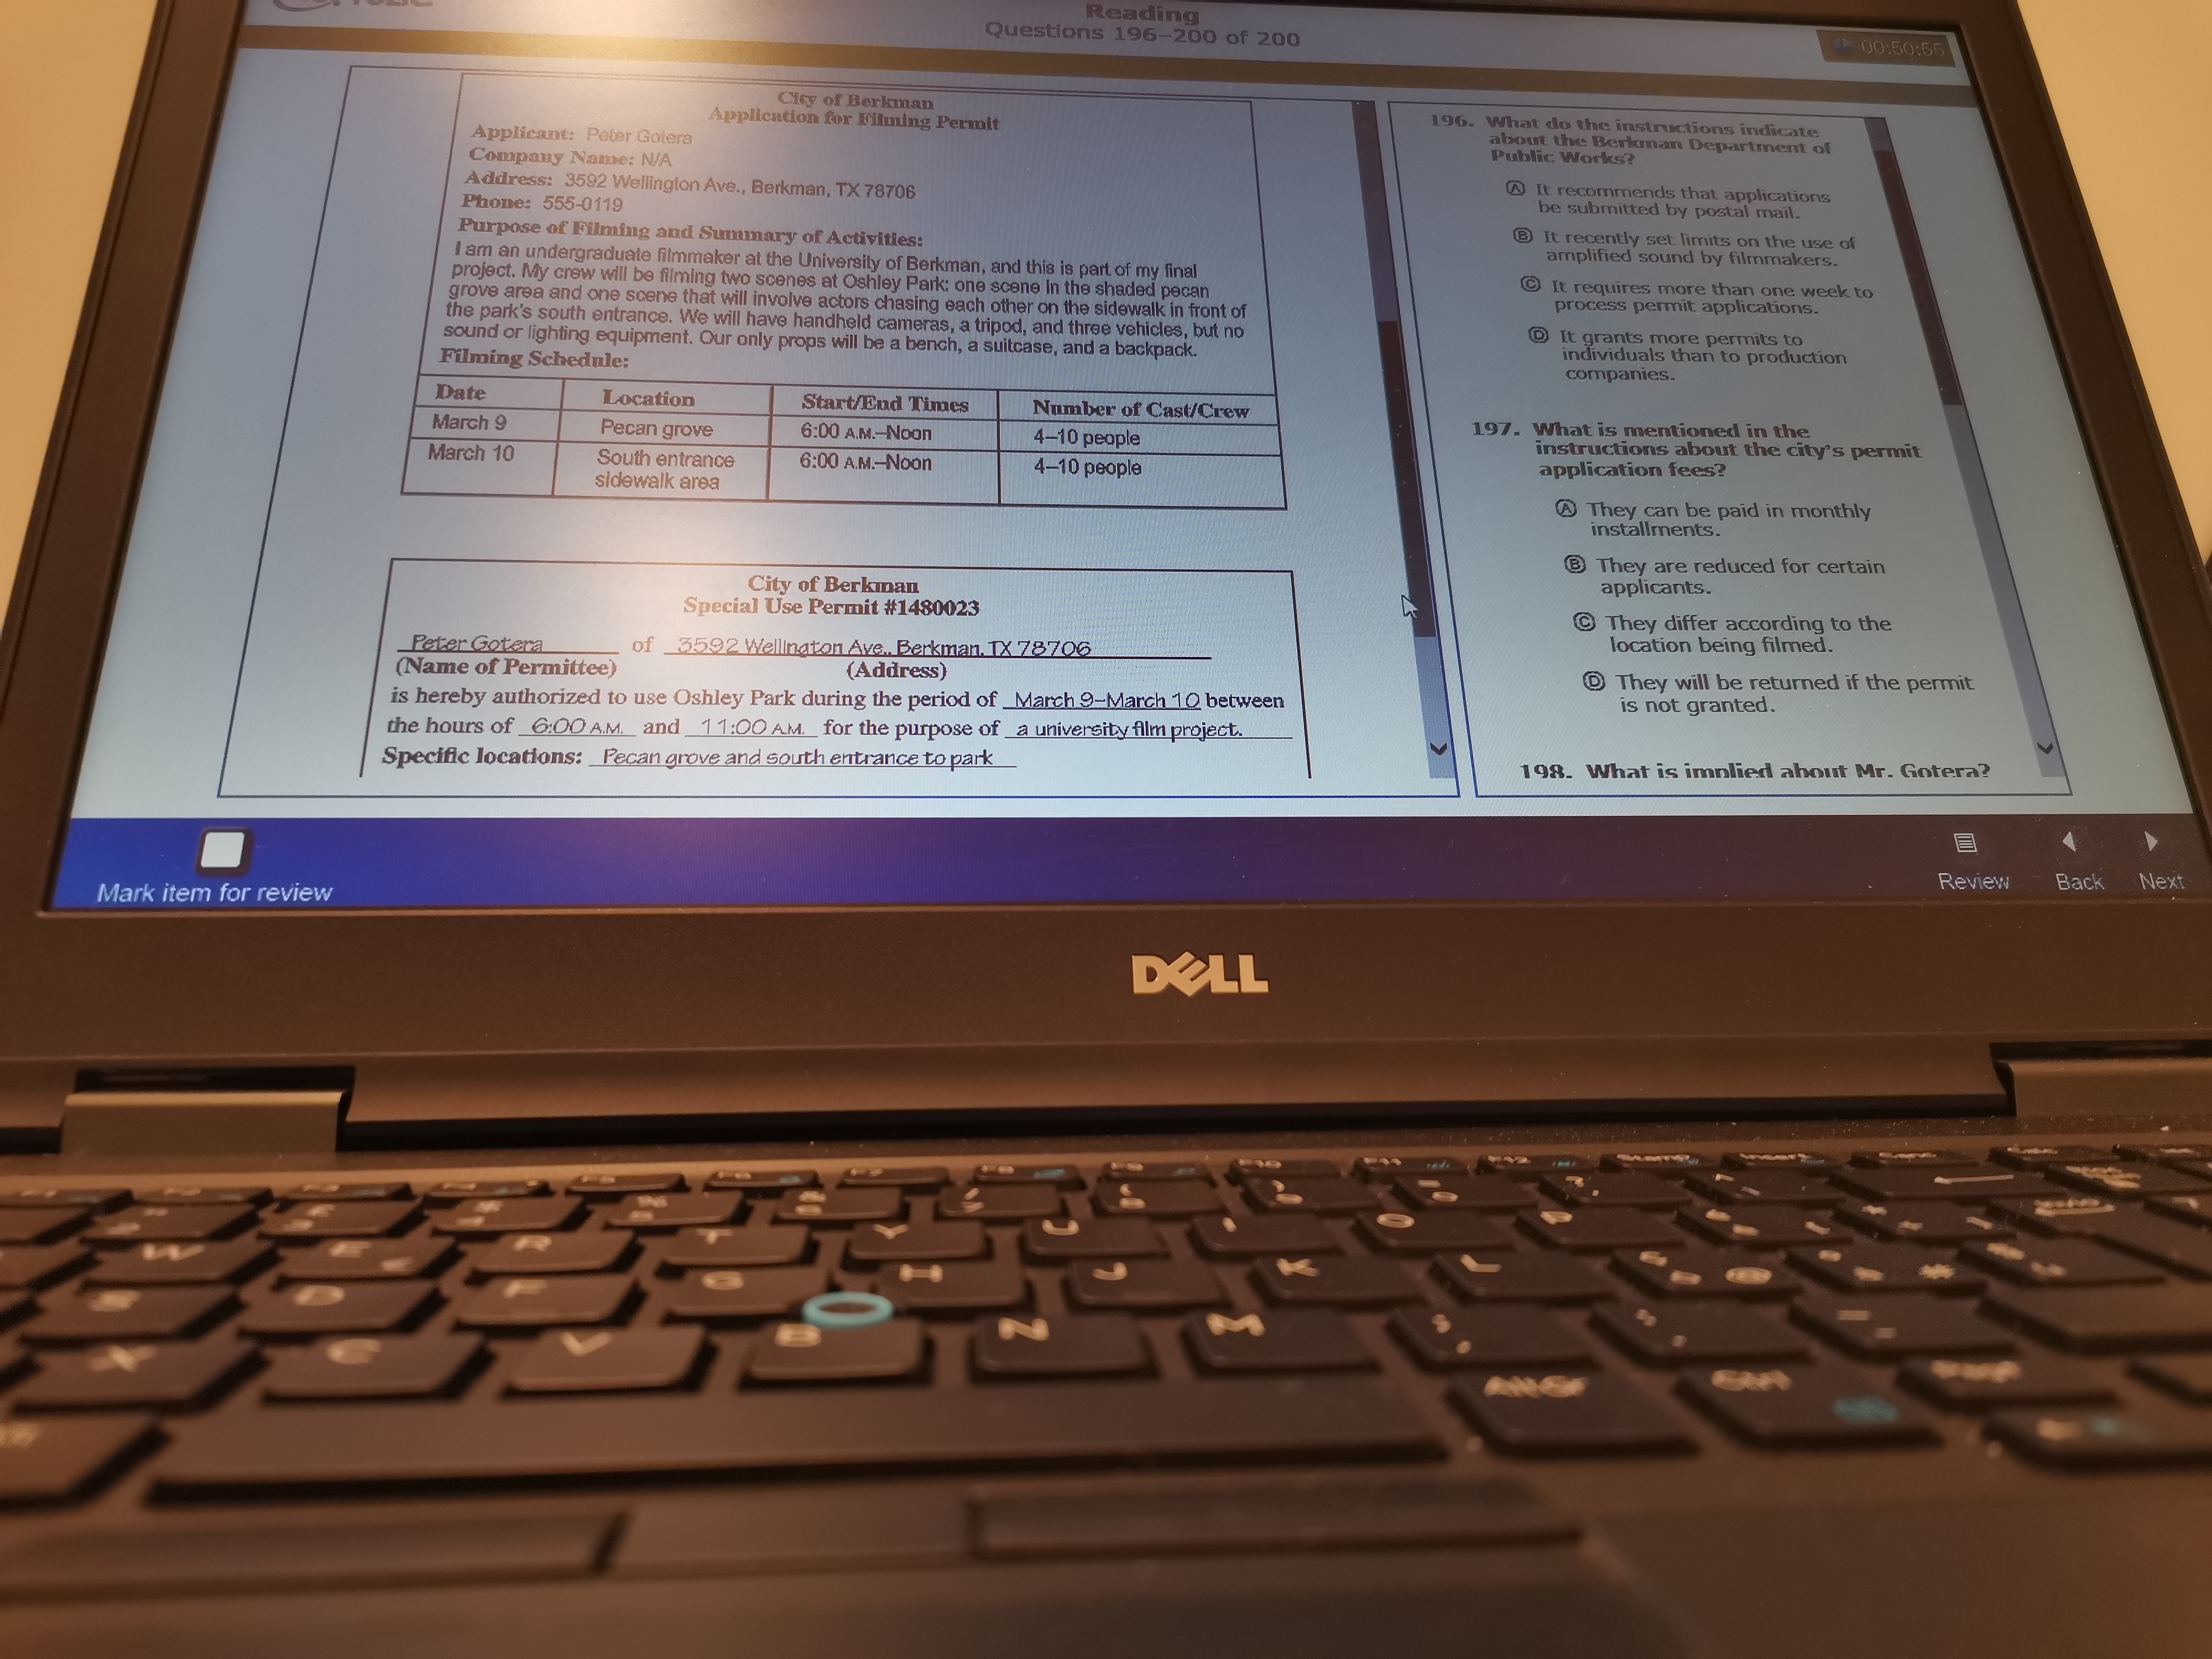 Reading
Questions 196–200 of 200
00:50:55
City of Berkman
Application for Filming Permit
Applicant: Peter Gotera
Company Name: N/A
Address: 3592 Wellington Ave., Berkman, TX 78706
Phone: 555-0119
Purpose of Filming and Summary of Activities:
I am an undergraduate filmmaker at the University of Berkman, and this is part of my final
project. My crew will be filming two scenes at Oshley Park: one scene in the shaded pecan
grove area and one scene that will involve actors chasing each other on the sidewalk in front of
the park's south entrance. We will have handheld cameras, a tripod, and three vehicles, but no
sound or lighting equipment. Our only props will be a bench, a suitcase, and a backpack.
Filming Schedule:
Date Location Start/End Times Number of Cast/Crew
March 9 Pecan grove 6:00 A.M.–Noon 4–10 people
March 10 South entrance sidewalk area 6:00 A.M.–Noon 4–10 people
City of Berkman
Special Use Permit #1480023
Peter Gotera of 3592 Wellington Ave., Berkman, TX 78706
(Name of Permittee) (Address)
is hereby authorized to use Oshley Park during the period of March 9–March 10 between
the hours of 6:00 A.M. and 11:00 A.M. for the purpose of a university film project.
Specific locations: Pecan grove and south entrance to park
196. What do the instructions indicate
about the Berkman Department of
Public Works?
(A) It recommends that applications
be submitted by postal mail.
(B) It recently set limits on the use of
amplified sound by filmmakers.
(C) It requires more than one week to
process permit applications.
(D) It grants more permits to
individuals than to production
companies.
197. What is mentioned in the
instructions about the city's permit
application fees?
(A) They can be paid in monthly
installments.
(B) They are reduced for certain
applicants.
(C) They differ according to the
location being filmed.
(D) They will be returned if the permit
is not granted.
198. What is implied about Mr. Gotera?
Mark item for review
Review Back Next
DELL
F10 F11 F12
W E R T Y U I O P
S D F G H J K L
X C V B N M
Alt Gr Ctrl